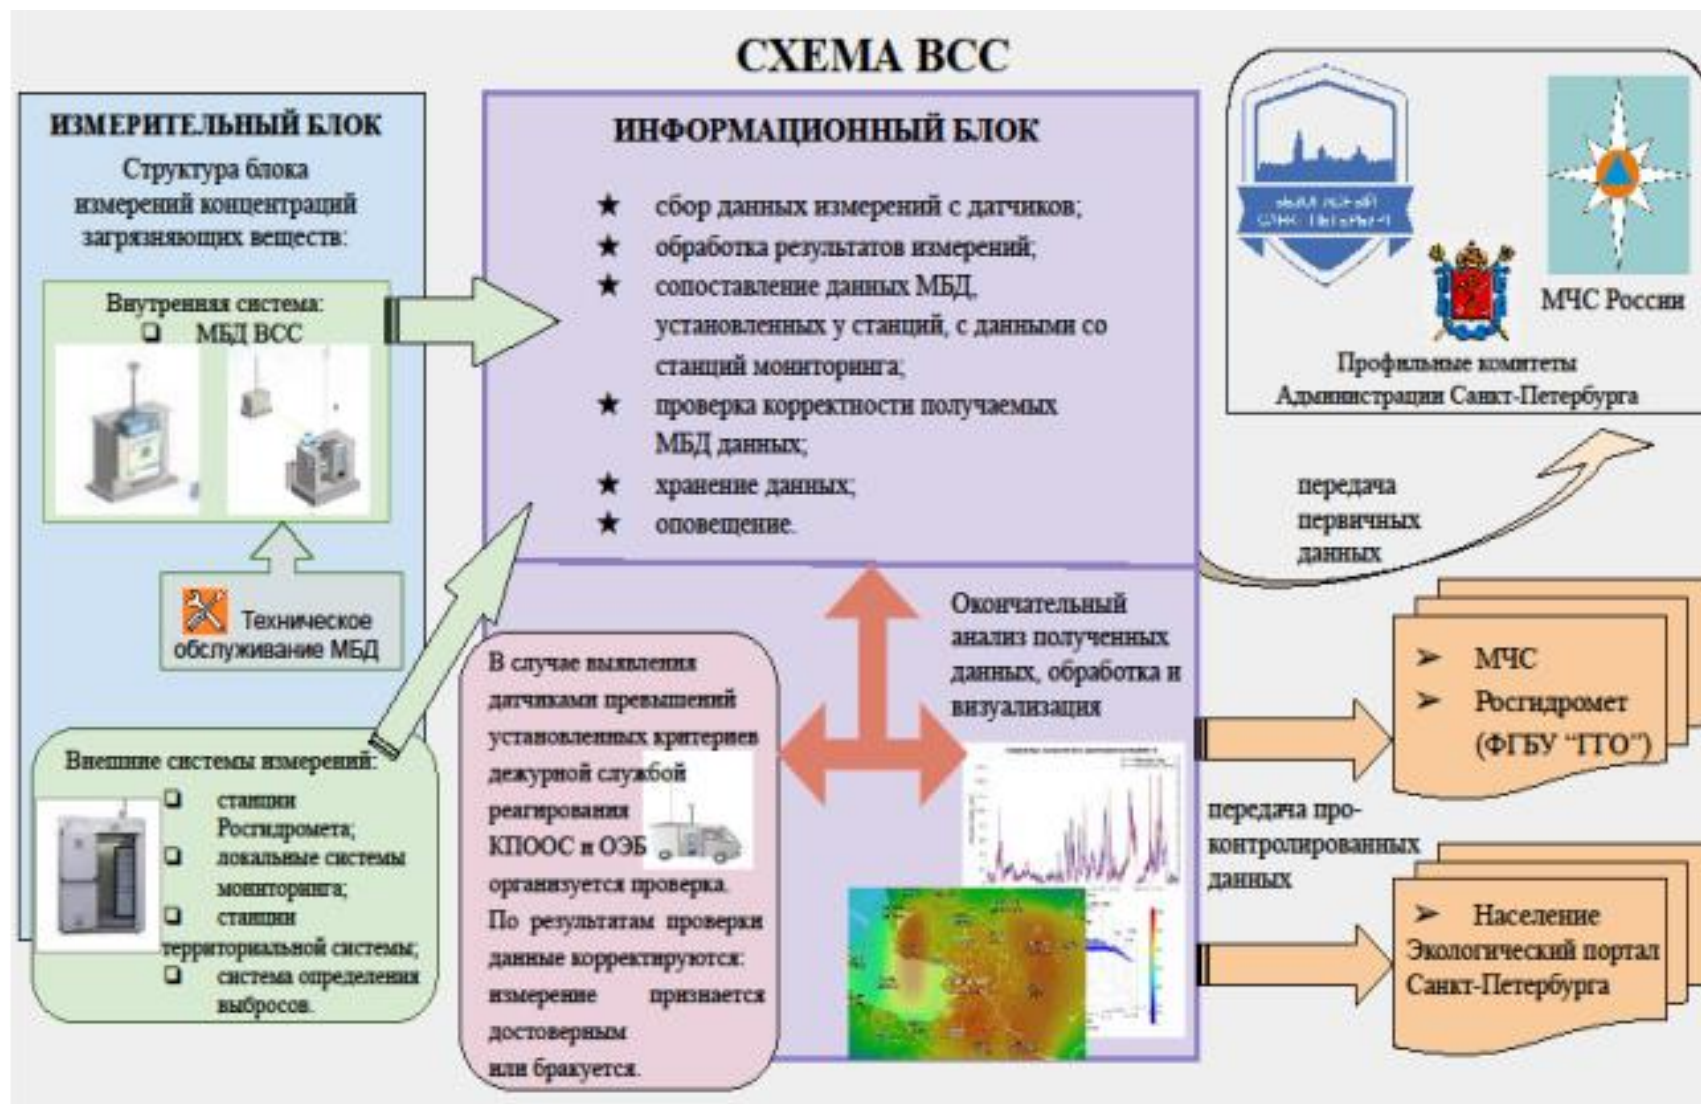 СХЕМА ВСС
ИЗМЕРИТЕЛЬНЫЙ БЛОК
Структура блока
измерений концентраций
загрязняющих веществ:
Внутренняя система:
МБД ВСС
Техническое
обслуживание МБД
Внешние системы измерений:
станции
Росгидромета;
локальные системы
мониторинга;
станции
территориальной системы;
система определения
выбросов.
ИНФОРМАЦИОННЫЙ БЛОК
★ сбор данных измерений с датчиков;
★ обработка результатов измерений;
★ сопоставление данных МБД,
установленных у станций, с данными со
станций мониторинга;
★ проверка корректности получаемых
МБД данных;
★ хранение данных;
★ оповещение.
В случае выявления
датчиками превышений
установленных критериев
дежурной службой
реагирования
КПООС и ОЭБ
организуется проверка.
По результатам проверки
данные корректируются:
измерение признается
достоверным
или бракуется.
Окончательный
анализ полученных
данных, обработка и
визуализация
САНКТ-ПЕТЕРБУРГ
МЧС России
Профильные комитеты
Администрации Санкт-Петербурга
передача
первичных
данных
➢ МЧС
➢ Росгидромет
(ФГБУ “ГГО”)
передача про-
контролированных
данных
➢ Население
Экологический портал
Санкт-Петербурга